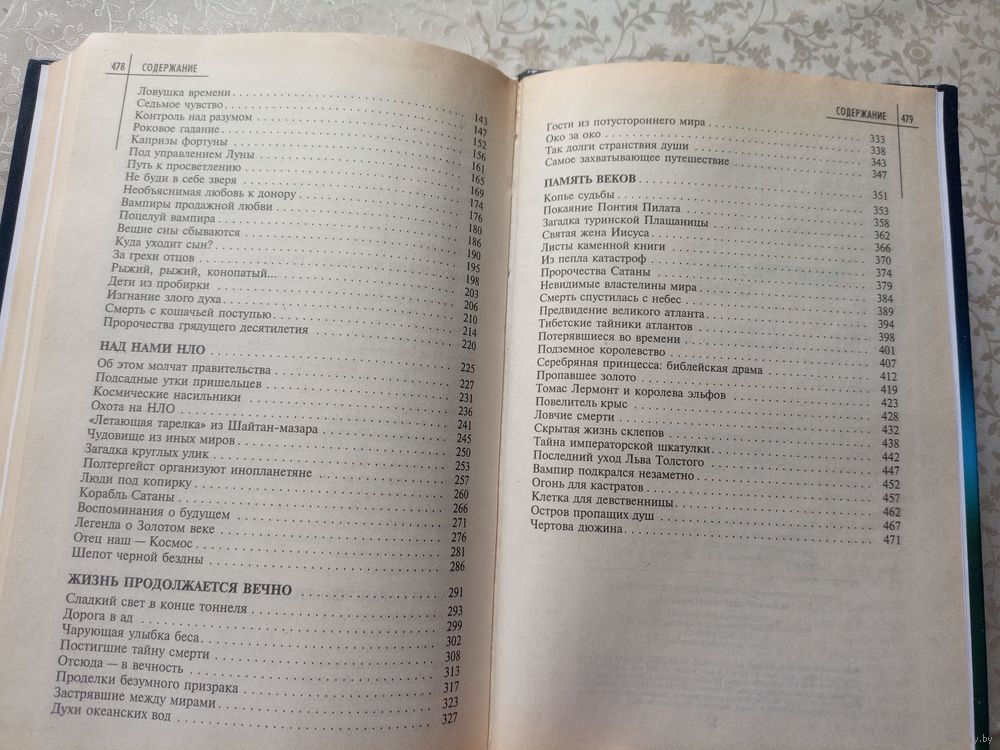 478 СОДЕРЖАНИЕ
Ловушка времени 143
Седьмое чувство 147
Контроль над разумом 152
Роковое гадание 156
Капризы фортуны 161
Под управлением Луны 165
Путь к просветлению 169
Не буди в себе зверя 174
Необъяснимая любовь к донору 176
Вампиры продажной любви 180
Поцелуй вампира 186
Вещие сны сбываются 190
Куда уходит сын? 195
За грехи отцов 198
Рыжий, рыжий, конопатый... 203
Дети из пробирки 206
Изгнание злого духа 210
Смерть с кошачьей поступью 214
Пророчества грядущего десятилетия 220
НАД НАМИ НЛО 225
Об этом молчат правительства 227
Подсадные утки пришельцев 231
Космические насильники 236
Охота на НЛО 241
«Летающая тарелка» из Шайтан-мазара 245
Чудовище из иных миров 250
Загадка круглых улик 253
Полтергейст организуют инопланетяне 257
Люди под копирку 260
Корабль Сатаны 266
Воспоминания о будущем 271
Легенда о Золотом веке 276
Отец наш — Космос 281
Шепот черной бездны 286
ЖИЗНЬ ПРОДОЛЖАЕТСЯ ВЕЧНО 291
Сладкий свет в конце тоннеля 293
Дорога в ад 299
Чарующая улыбка беса 302
Постигшие тайну смерти 308
Отсюда — в вечность 313
Проделки безумного призрака 317
Застрявшие между мирами 323
Духи океанских вод 327
СОДЕРЖАНИЕ 479
Гости из потустороннего мира 333
Око за око 338
Так долги странствия души 343
Самое захватывающее путешествие 347
ПАМЯТЬ ВЕКОВ 351
Копье судьбы 353
Покаяние Понтия Пилата 358
Загадка туринской Плащаницы 362
Святая жена Иисуса 366
Листы каменной книги 370
Из пепла катастроф 374
Пророчества Сатаны 379
Невидимые властелины мира 384
Смерть спустилась с небес 389
Предвидение великого атланта 394
Тибетские тайники атлантов 398
Потерявшиеся во времени 401
Подземное королевство 407
Серебряная принцесса: библейская драма 412
Пропавшее золото 419
Томас Лермонт и королева эльфов 423
Повелитель крыс 428
Ловчие смерти 432
Скрытая жизнь склепов 438
Тайна императорской шкатулки 442
Последний уход Льва Толстого 447
Вампир подкрался незаметно 452
Огонь для кастратов 457
Клетка для девственницы 462
Остров пропащих душ 467
Чертова дюжина 471